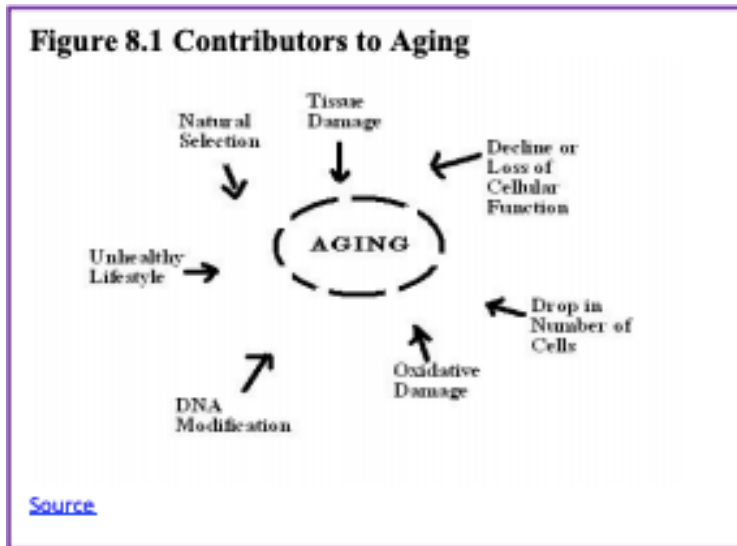 Figure 8.1 Contributors to Aging
Tissue
Damage
Natural
Selection
Decline or
Loss of
Cellular
Function
AGING
Unhealthy
Lifestyle
Drop in
Number of
Cells
Oxidative
Damage
DNA
Modification
Source